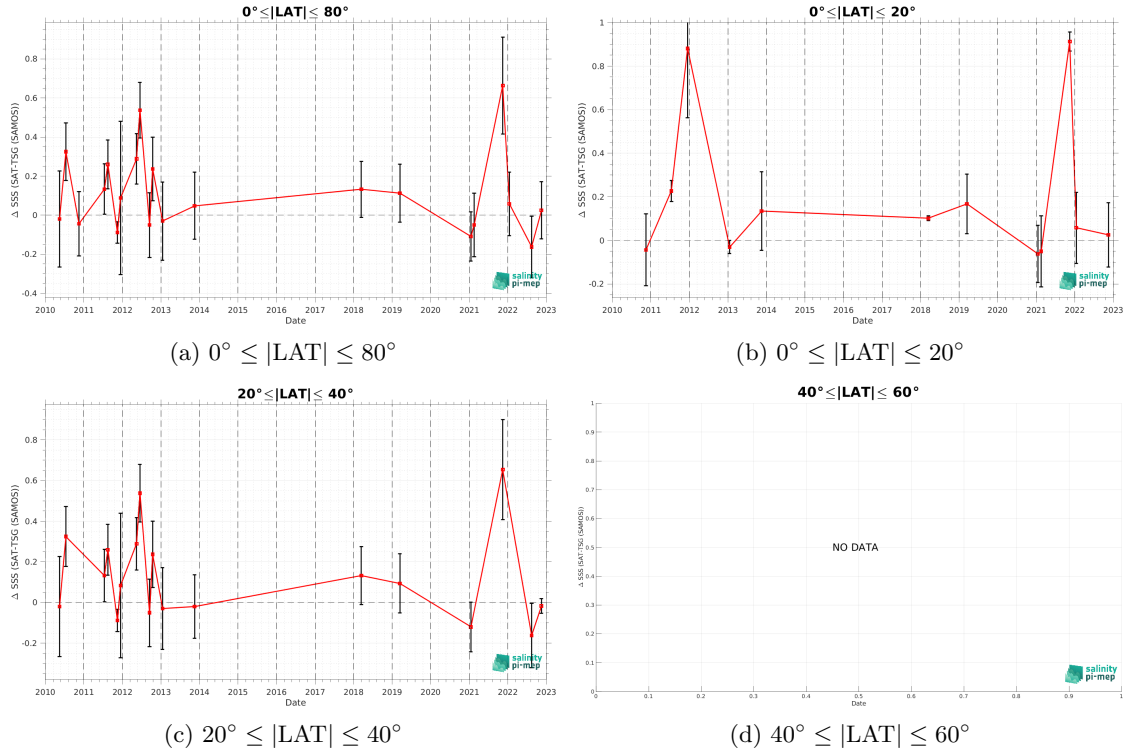 0°≤|LAT|≤ 80°
Δ SSS (SAT-TSG (SAMOS))
0.8
0.6
0.4
0.2
0
-0.2
-0.4
2010 2011 2012 2013 2014 2015 2016 2017 2018 2019 2020 2021 2022 2023
Date
salinity
pi-mep
(a) 0° ≤ |LAT| ≤ 80°
0°≤|LAT|≤ 20°
Δ SSS (SAT-TSG (SAMOS))
1
0.8
0.6
0.4
0.2
0
-0.2
2010 2011 2012 2013 2014 2015 2016 2017 2018 2019 2020 2021 2022 2023
Date
salinity
pi-mep
(b) 0° ≤ |LAT| ≤ 20°
20°≤|LAT|≤ 40°
Δ SSS (SAT-TSG (SAMOS))
0.8
0.6
0.4
0.2
0
-0.2
2010 2011 2012 2013 2014 2015 2016 2017 2018 2019 2020 2021 2022 2023
Date
salinity
pi-mep
(c) 20° ≤ |LAT| ≤ 40°
40°≤|LAT|≤ 60°
Δ SSS (SAT-TSG (SAMOS))
1
0.9
0.8
0.7
0.6
0.5
0.4
0.3
0.2
0.1
0
NO DATA
0 0.1 0.2 0.3 0.4 0.5 0.6 0.7 0.8 0.9 1
Date
salinity
pi-mep
(d) 40° ≤ |LAT| ≤ 60°